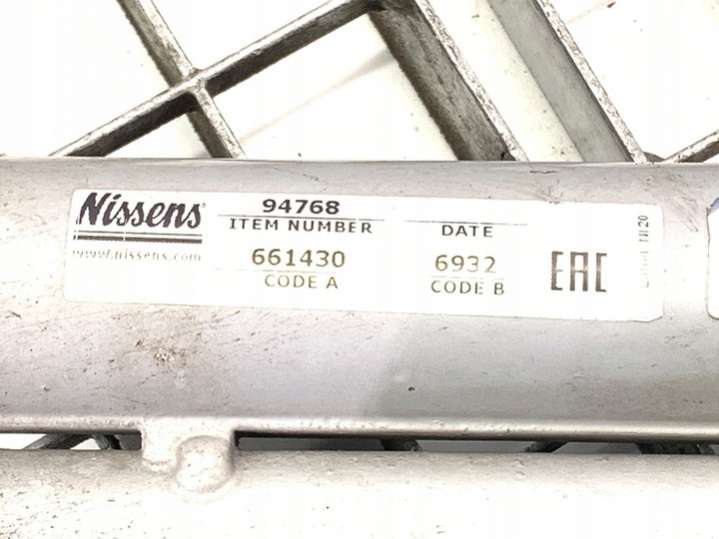 Nissens
www.nissens.com
94768
ITEM NUMBER
661430
CODE A
DATE
6932
CODE B
EAC